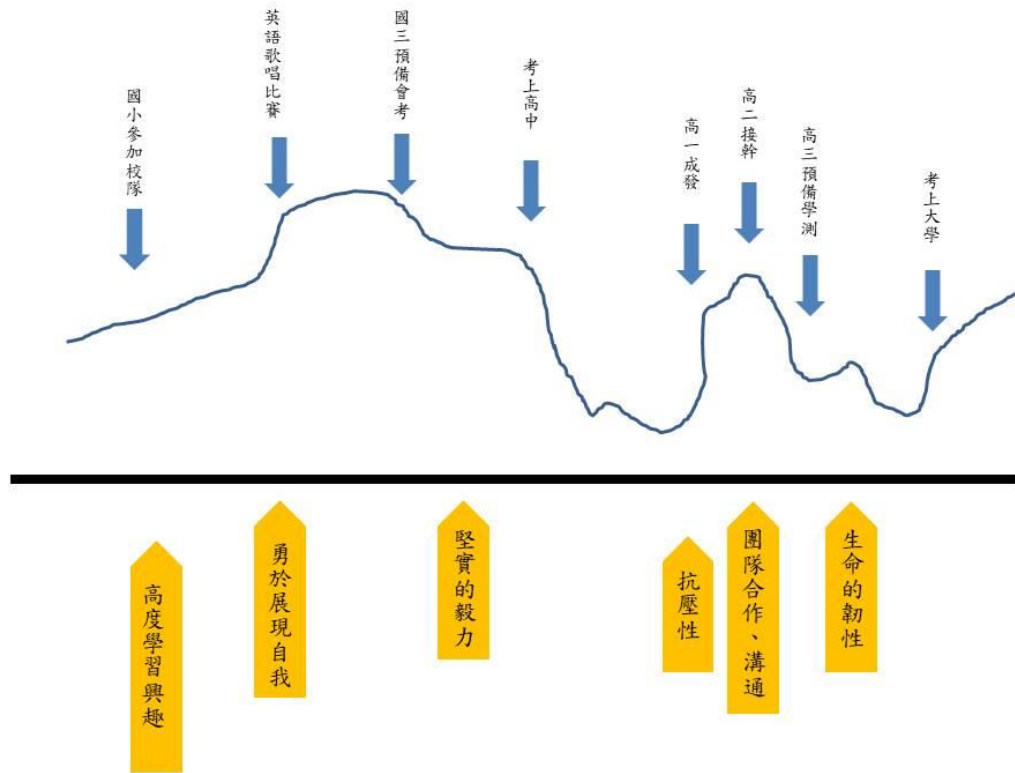 國小參加校隊
英語歌唱比賽
國三預備會考
考上高中
高一成發
高二接幹
高三預備學測
考上大學
高度學習興趣
勇於展現自我
堅實的毅力
抗壓性
團隊合作、溝通
生命的韌性